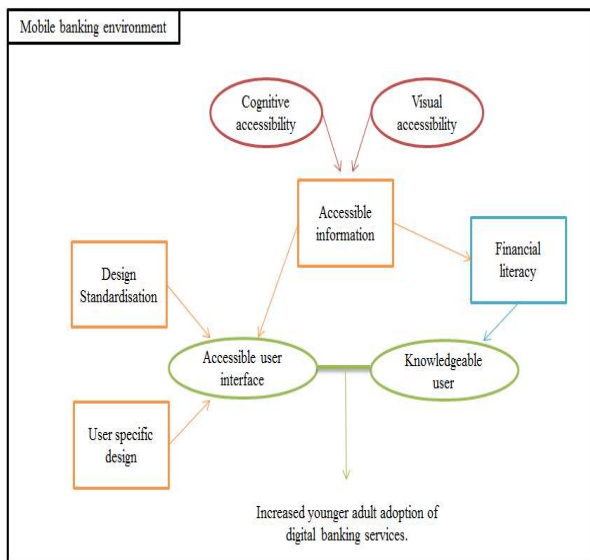 Mobile banking environment
Cognitive
accessibility
Visual
accessibility
Accessible
information
Financial
literacy
Design
Standardisation
Accessible user
interface
Knowledgeable
user
User specific
design
Increased younger adult adoption of
digital banking services.